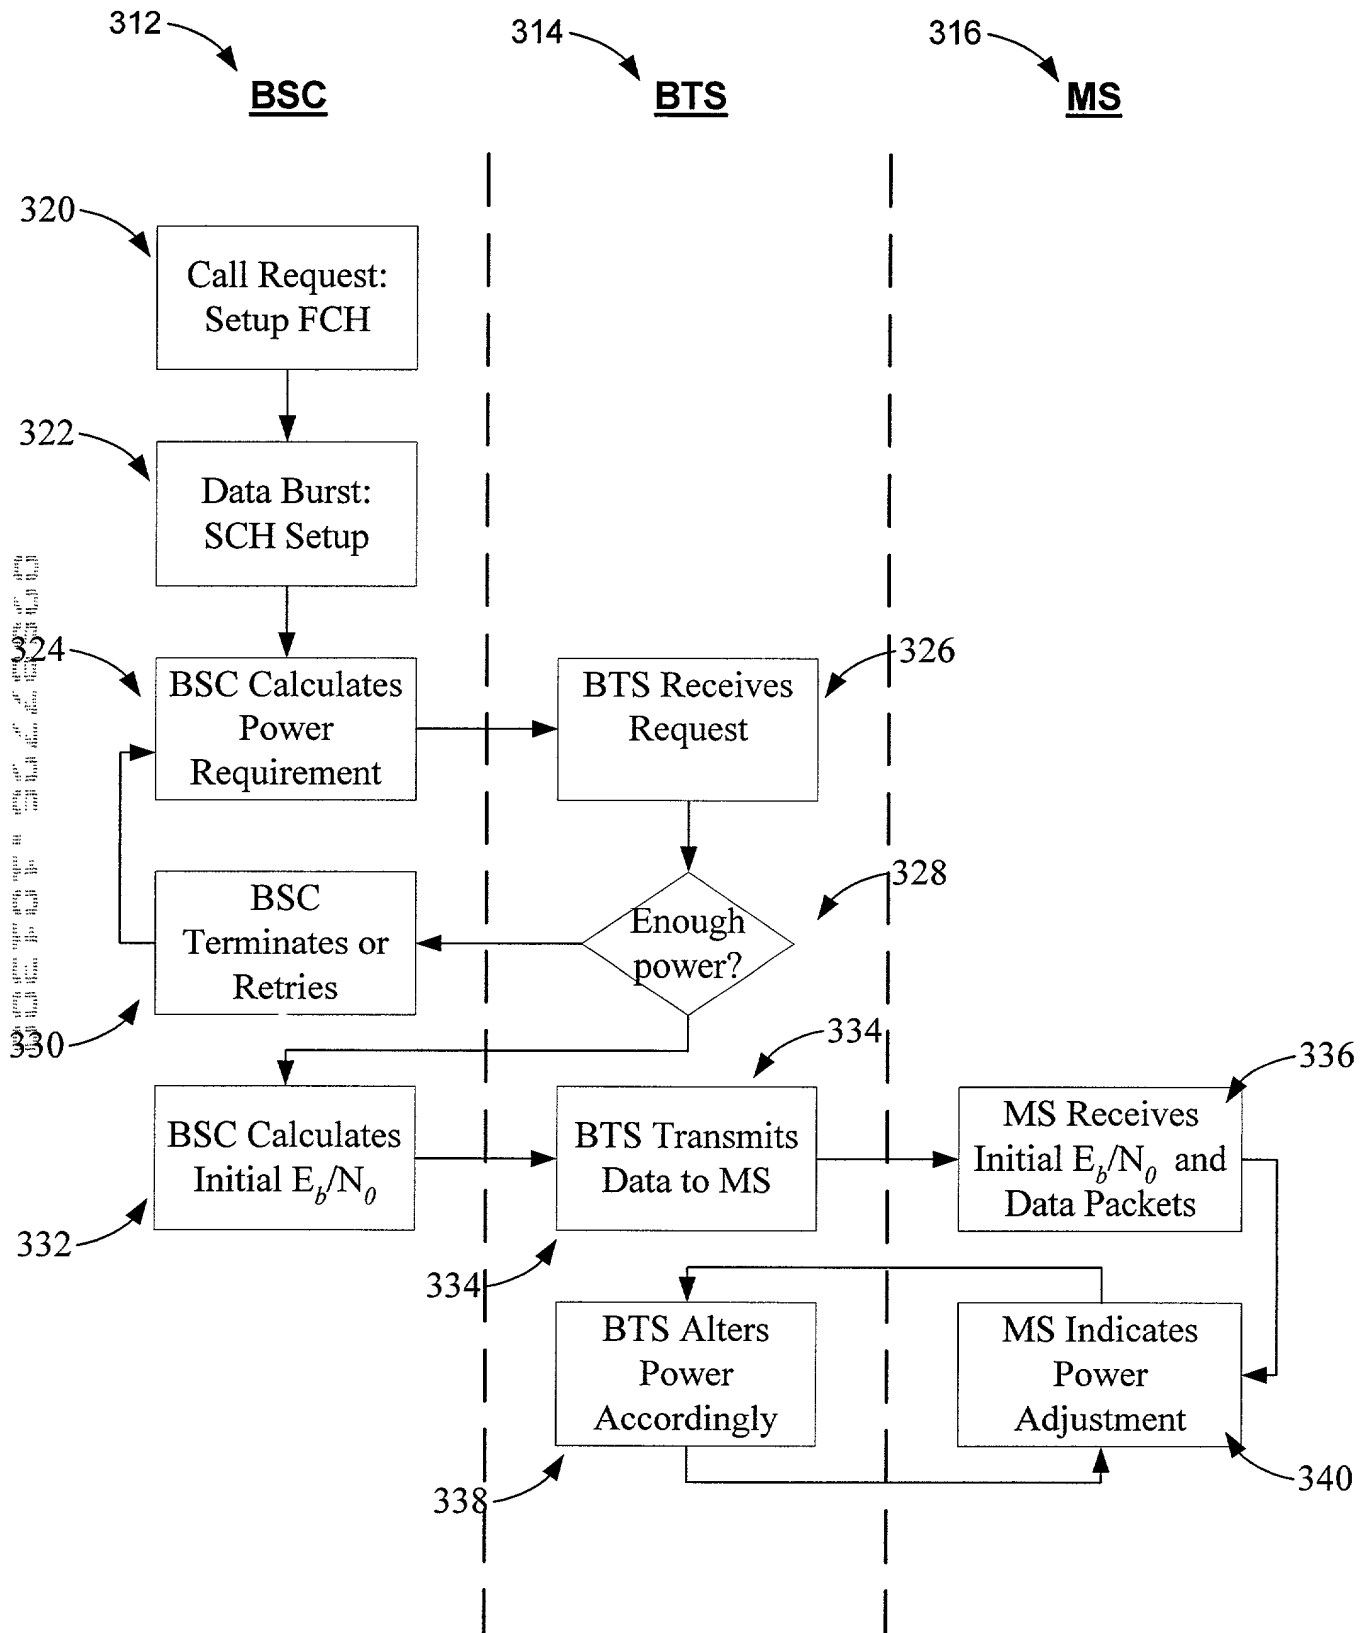 312
314
316
BSC
BTS
MS
320
Call Request:
Setup FCH
322
Data Burst:
SCH Setup
324
BSC Calculates
Power
Requirement
BTS Receives
Request
326
BSC
Terminates or
Retries
330
Enough
power?
328
334
BSC Calculates
Initial E_b/N_0
332
BTS Transmits
Data to MS
334
MS Receives
Initial E_b/N_0 and
Data Packets
336
BTS Alters
Power
Accordingly
338
MS Indicates
Power
Adjustment
340